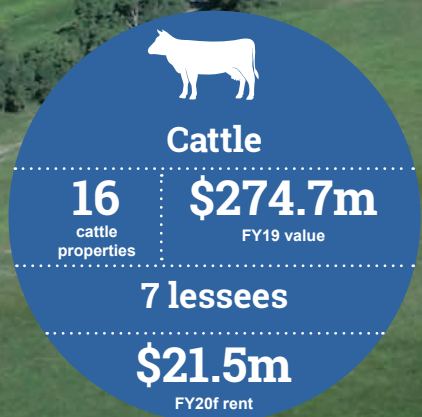 Cattle
16
cattle
properties
$274.7m
FY19 value
7 lessees
$21.5m
FY20f rent